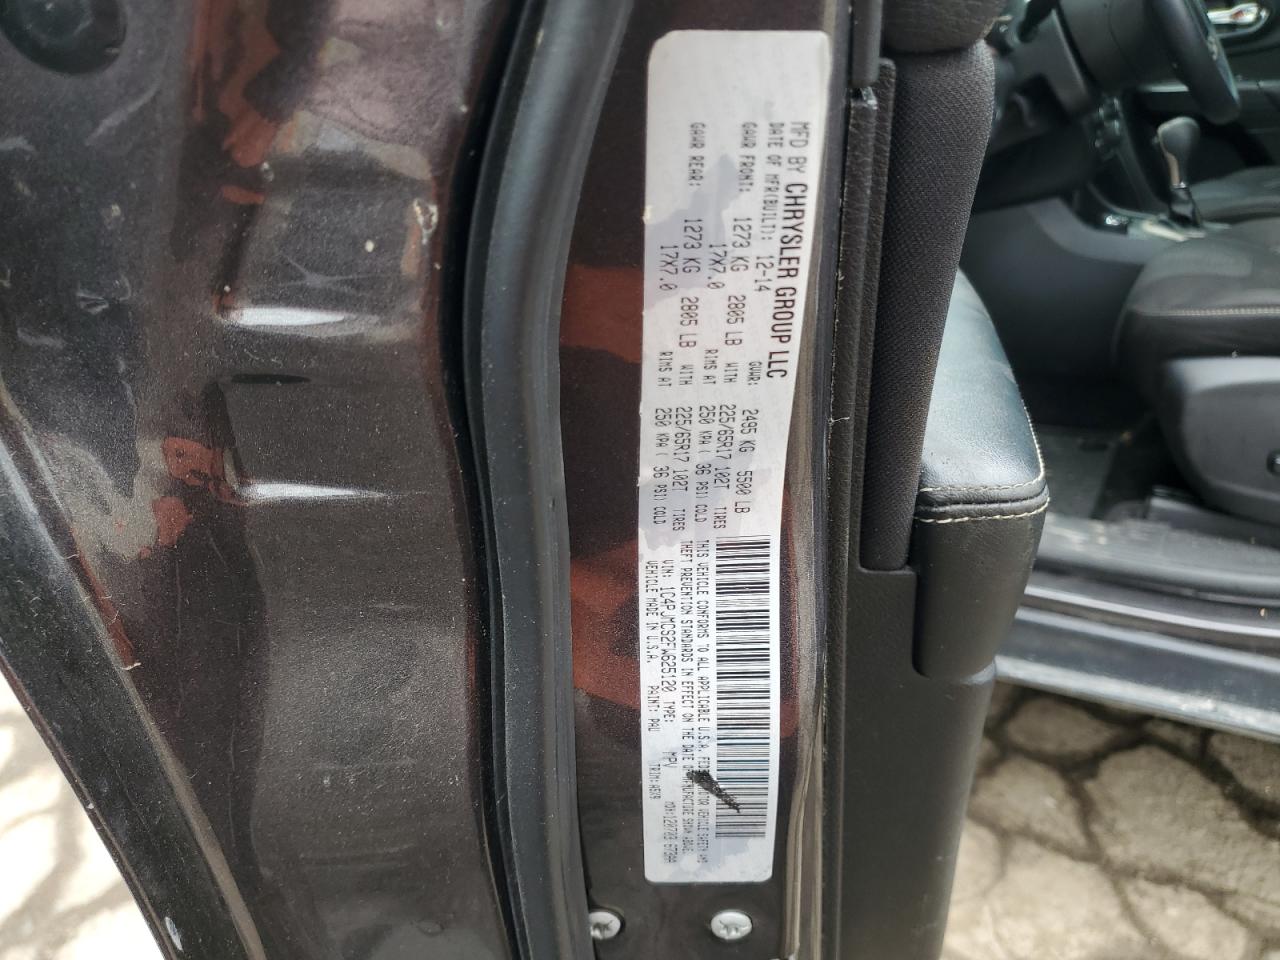 MFD BY CHRYSLER GROUP LLC
DATE OF MFR(BUILT): 12-14 GVWR: 2495 KG 5500 LB
GAWR FRONT: 1273 KG 2805 LB WITH 225/65R17 102T TIRES
17X7.0 RIMS AT 250 KPA( 36 PSI) COLD
GAWR REAR: 1273 KG 2805 LB WITH 225/65R17 102T TIRES
17X7.0 RIMS AT 250 KPA( 36 PSI) COLD
THIS VEHICLE CONFORMS TO ALL APPLICABLE U.S.A. MOTOR VEHICLE SAFETY AND
THEFT PREVENTION STANDARDS IN EFFECT ON THE DATE OF MANUFACTURE SHOWN ABOVE.
VIN: 1C4PJMCS2FW625120 TYPE: MPV
VEHICLE MADE IN U.S.A. PAINT: PAU